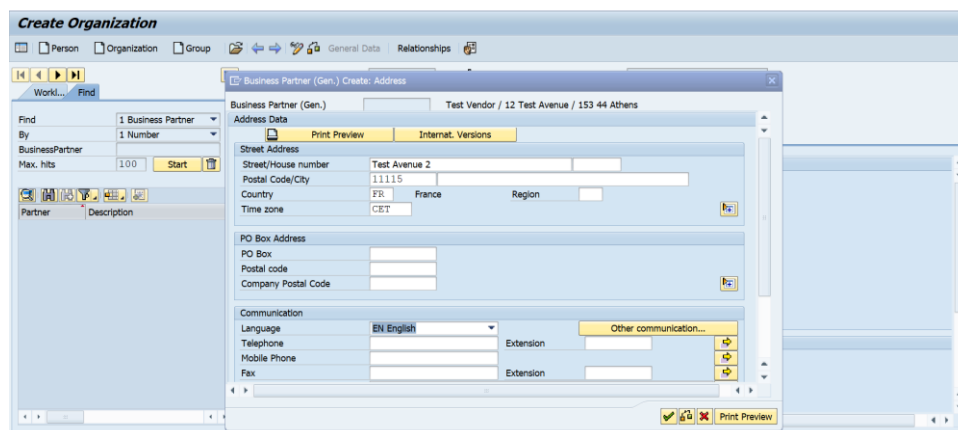 Create Organization
Person Organization Group General Data Relationships
Workl... Find
Find 1 Business Partner
By 1 Number
BusinessPartner
Max. hits 100 Start
Partner Description
Business Partner (Gen.) Create: Address
Business Partner (Gen.) Test Vendor / 12 Test Avenue / 153 44 Athens
Address Data
Print Preview Internat. Versions
Street Address
Street/House number Test Avenue 2
Postal Code/City 11115
Country FR France Region
Time zone CET
PO Box Address
PO Box
Postal code
Company Postal Code
Communication
Language EN English Other communication...
Telephone Extension
Mobile Phone
Fax Extension
Print Preview